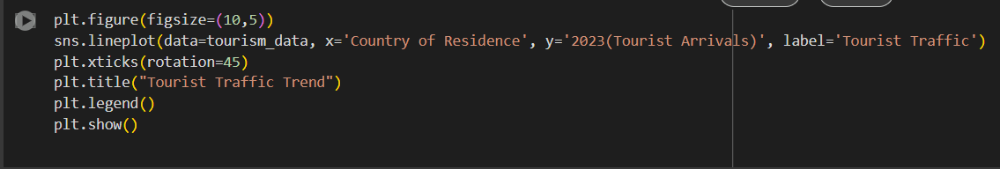 plt.figure(figsize=(10,5))
sns.lineplot(data=tourism_data, x='Country of Residence', y='2023(Tourist Arrivals)', label='Tourist Traffic')
plt.xticks(rotation=45)
plt.title("Tourist Traffic Trend")
plt.legend()
plt.show()